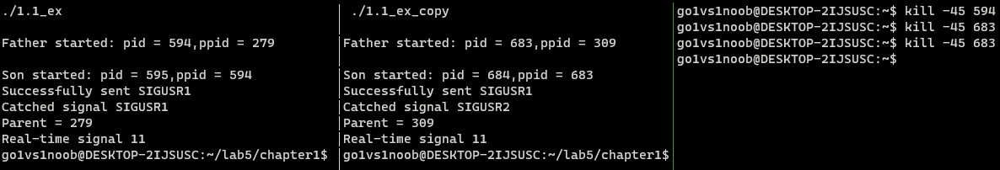 ./1.1_ex
Father started: pid = 594,ppid = 279
Son started: pid = 595,ppid = 594
Successfully sent SIGUSR1
Catched signal SIGUSR1
Parent = 279
Real-time signal 11
go1vs1noob@DESKTOP-2IJSUSC:~/lab5/chapter1$
./1.1_ex_copy
Father started: pid = 683,ppid = 309
Son started: pid = 684,ppid = 683
Successfully sent SIGUSR1
Catched signal SIGUSR2
Parent = 309
Real-time signal 11
go1vs1noob@DESKTOP-2IJSUSC:~/lab5/chapter1$
go1vs1noob@DESKTOP-2IJSUSC:~$ kill -45 594
go1vs1noob@DESKTOP-2IJSUSC:~$ kill -45 683
go1vs1noob@DESKTOP-2IJSUSC:~$ kill -45 683
go1vs1noob@DESKTOP-2IJSUSC:~$